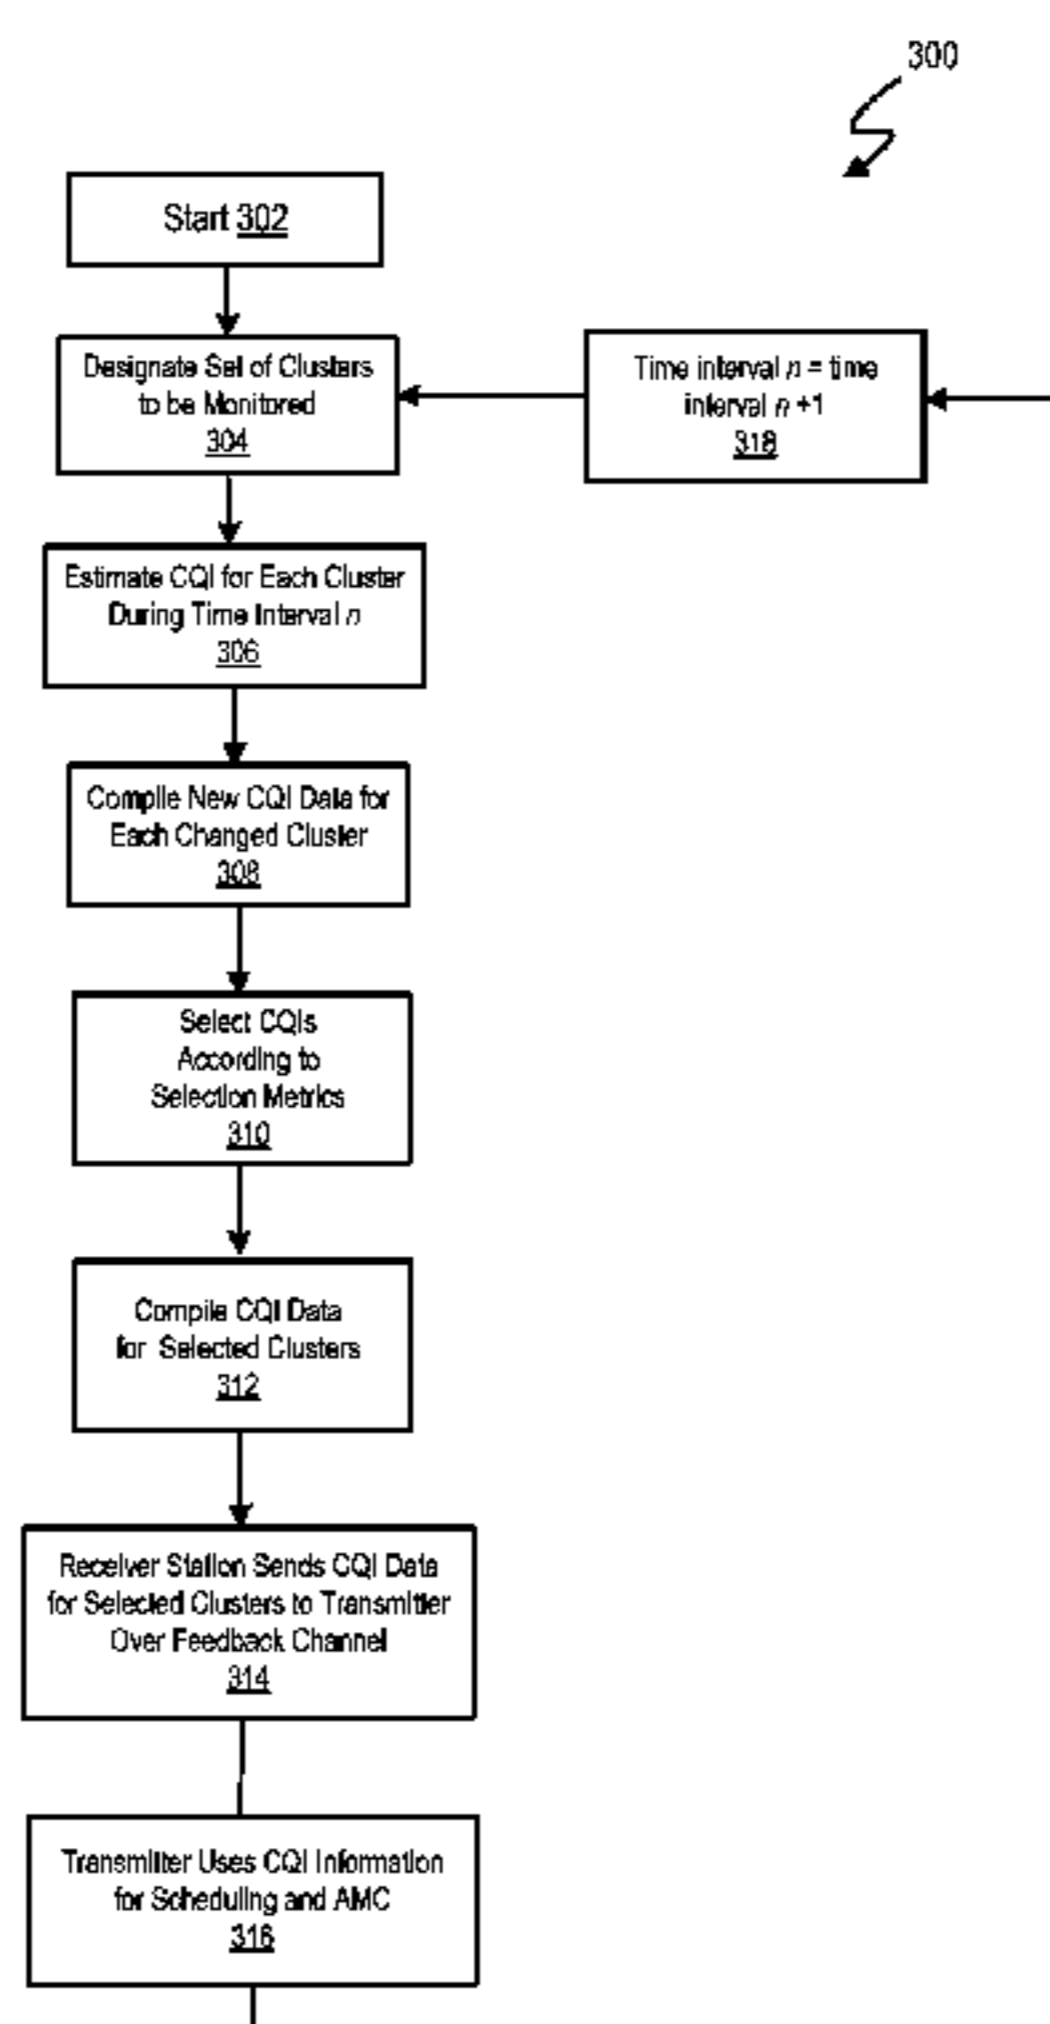 300
Start 302
Designate Set of Clusters
to be Monitored
304
Time interval n = time
interval n +1
318
Estimate CQI for Each Cluster
During Time Interval n
306
Compile New CQI Data for
Each Changed Cluster
308
Select CQIs
According to
Selection Metrics
310
Compile CQI Data
for Selected Clusters
312
Receiver Station Sends CQI Data
for Selected Clusters to Transmitter
Over Feedback Channel
314
Transmitter Uses CQI Information
for Scheduling and AMC
316